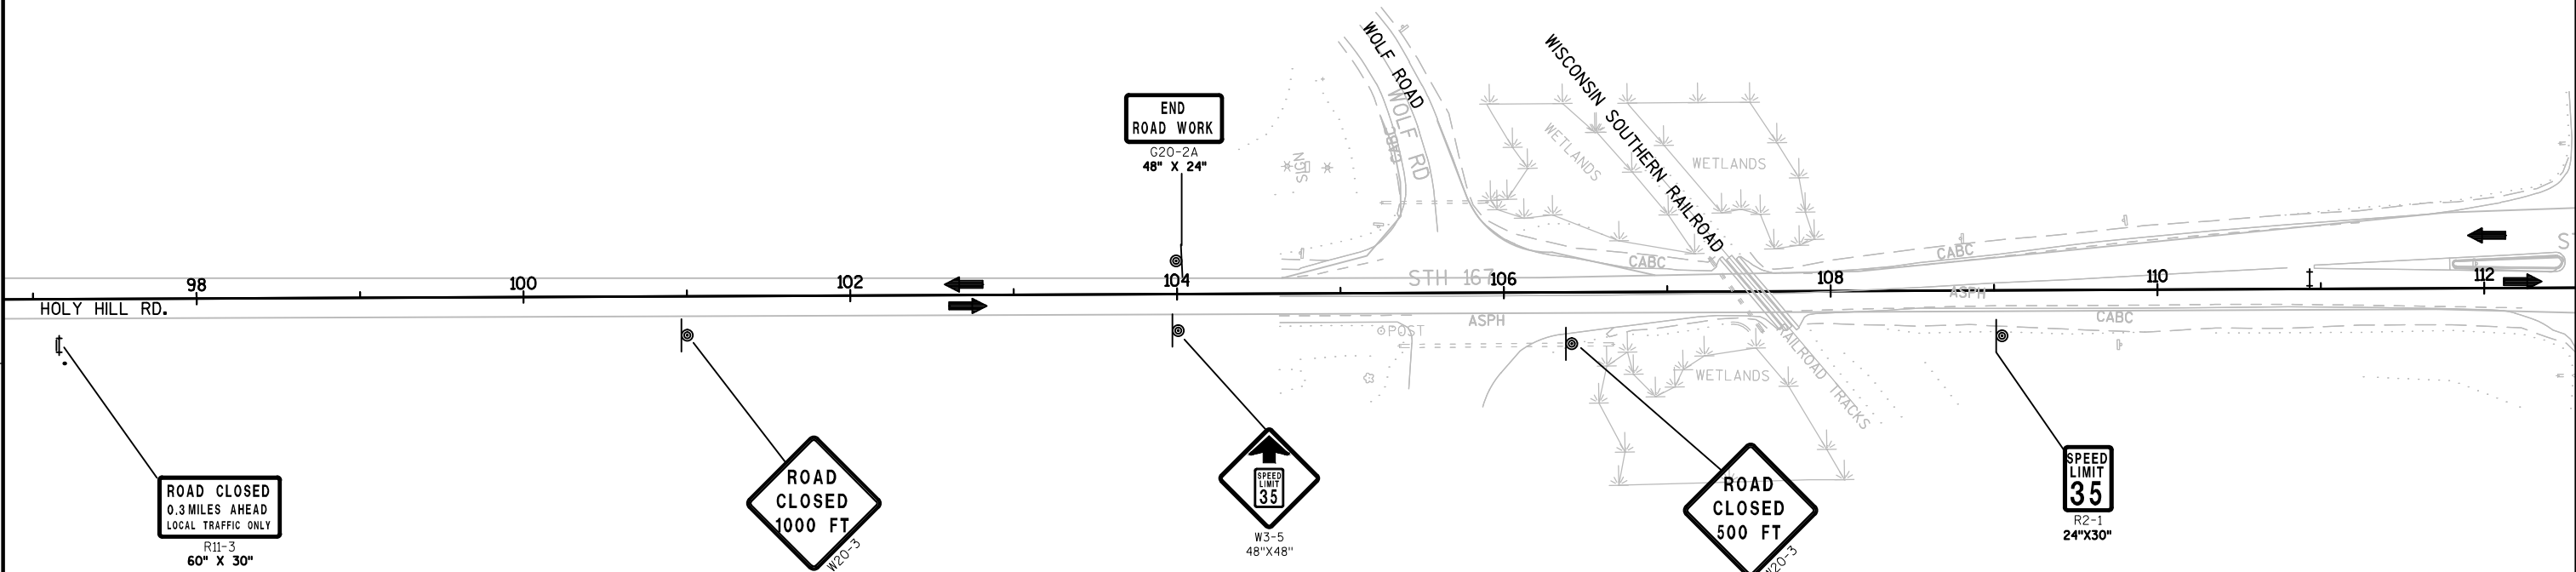 WOLF ROAD
WOLF RD
CABC
WISCONSIN SOUTHERN RAILROAD
END
ROAD WORK
G20-2A
48" X 24"
SIGN
WETLANDS
WETLANDS
CABC
CABC
STH 167
98
100
102
104
106
108
110
112
HOLY HILL RD.
ASPH
ASPH
CABC
POST
RAILROAD TRACKS
WETLANDS
ROAD CLOSED
0.3 MILES AHEAD
LOCAL TRAFFIC ONLY
R11-3
60" X 30"
ROAD
CLOSED
1000 FT
W20-3
SPEED
LIMIT
35
W3-5
48"X48"
ROAD
CLOSED
500 FT
W20-3
SPEED
LIMIT
35
R2-1
24"X30"